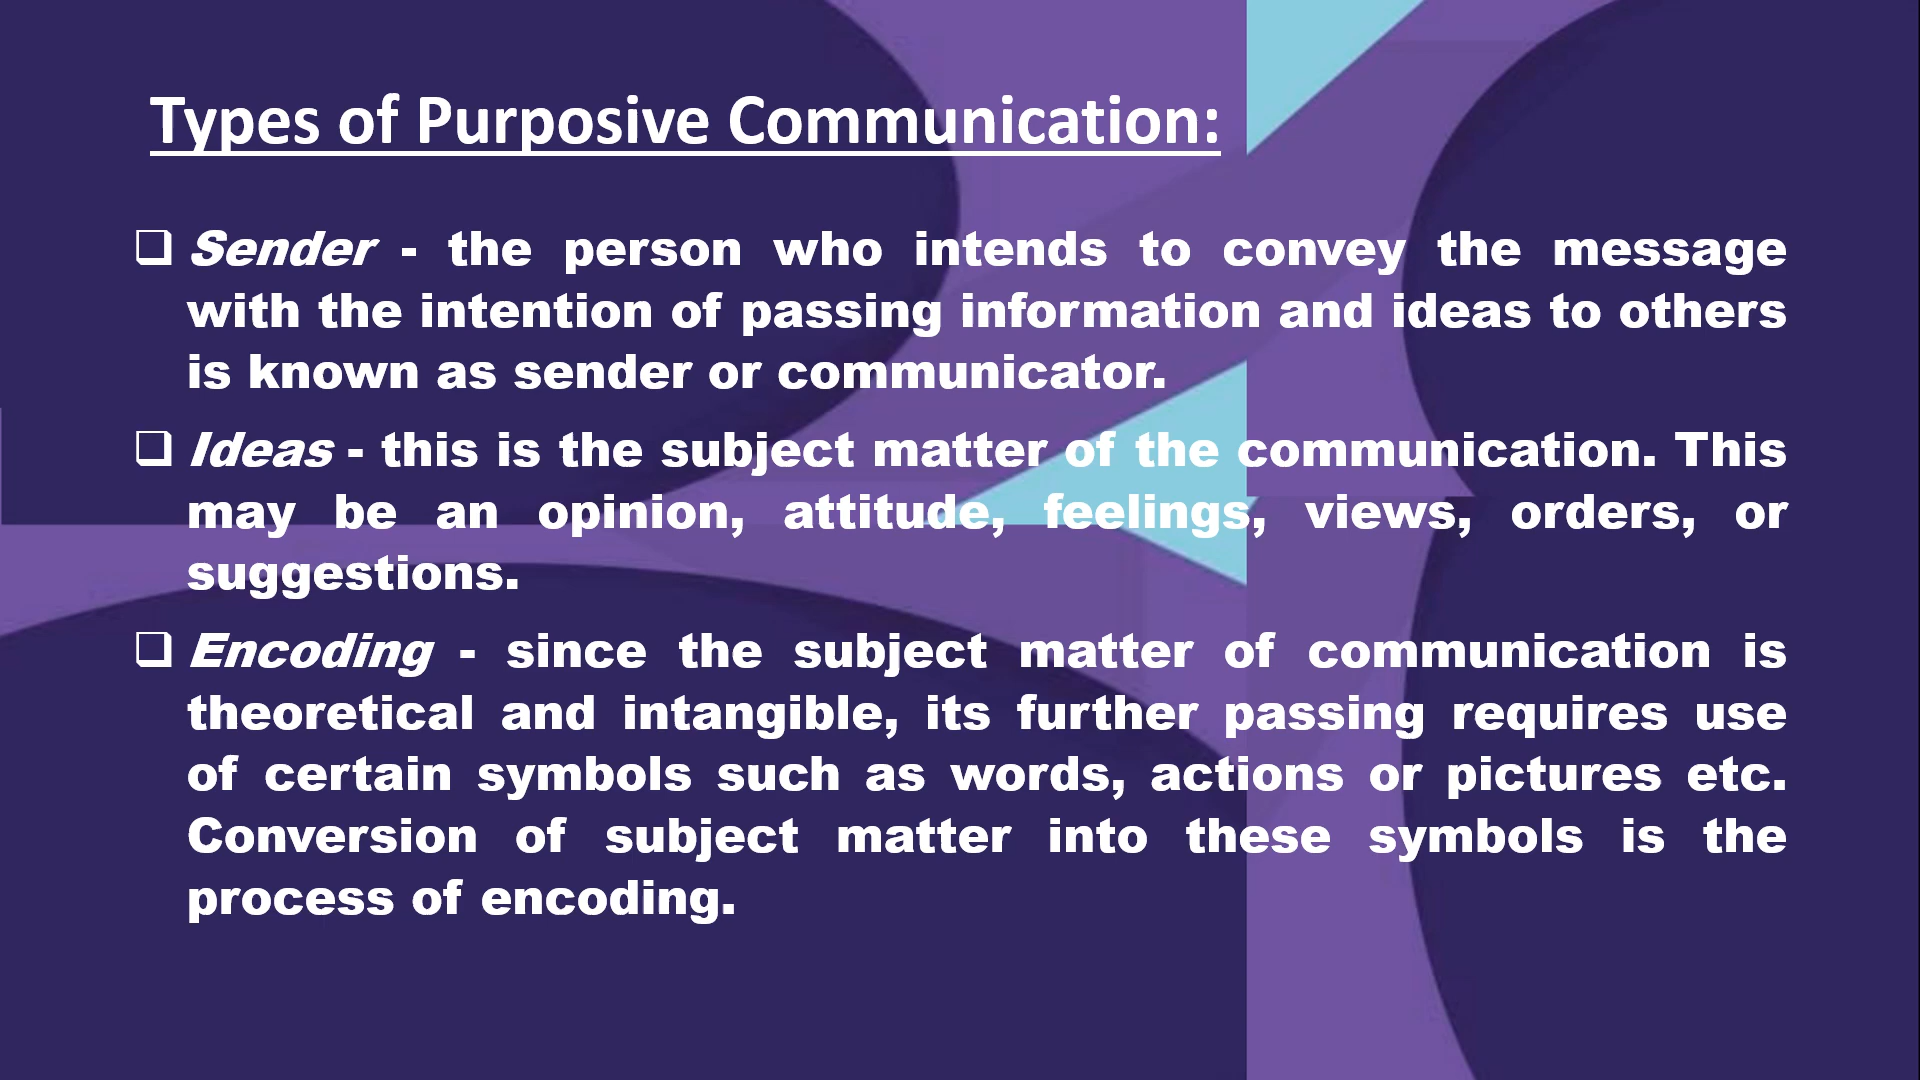 Types of Purposive Communication:
❑ Sender - the person who intends to convey the message
with the intention of passing information and ideas to others
is known as sender or communicator.
❑ Ideas - this is the subject matter of the communication. This
may be an opinion, attitude, feelings, views, orders, or
suggestions.
❑ Encoding - since the subject matter of communication is
theoretical and intangible, its further passing requires use
of certain symbols such as words, actions or pictures etc.
Conversion of subject matter into these symbols is the
process of encoding.